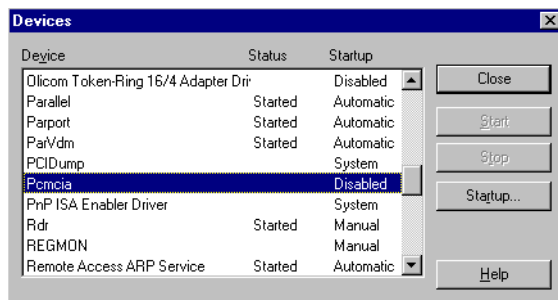 Devices
Device Status Startup
Olicom Token-Ring 16/4 Adapter Dri Disabled
Parallel Started Automatic
Parport Started Automatic
ParVdm Started Automatic
PCIDump System
Pcmcia Disabled
PnP ISA Enabler Driver System
Rdr Started Manual
REGMON Manual
Remote Access ARP Service Started Automatic
Close
Start
Stop
Startup...
Help